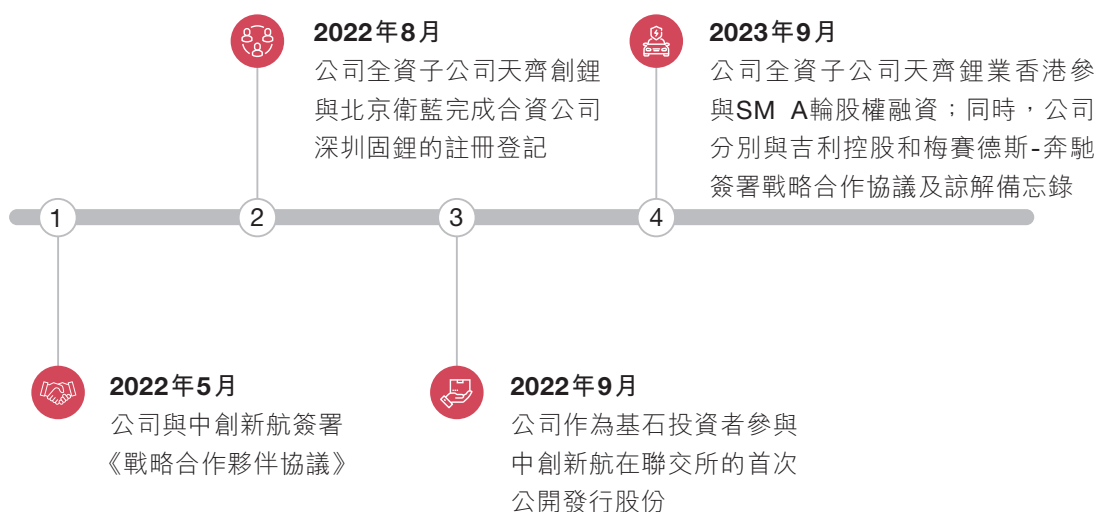 2022年8月
公司全資子公司天齊創鋰
與北京衛藍完成合資公司
深圳固鋰的註冊登記
2023年9月
公司全資子公司天齊鋰業香港參
與SM A輪股權融資；同時，公司
分別與吉利控股和梅賽德斯-奔馳
簽署戰略合作協議及諒解備忘錄
1
2
3
4
2022年5月
公司與中創新航簽署
《戰略合作夥伴協議》
2022年9月
公司作為基石投資者參與
中創新航在聯交所的首次
公開發行股份